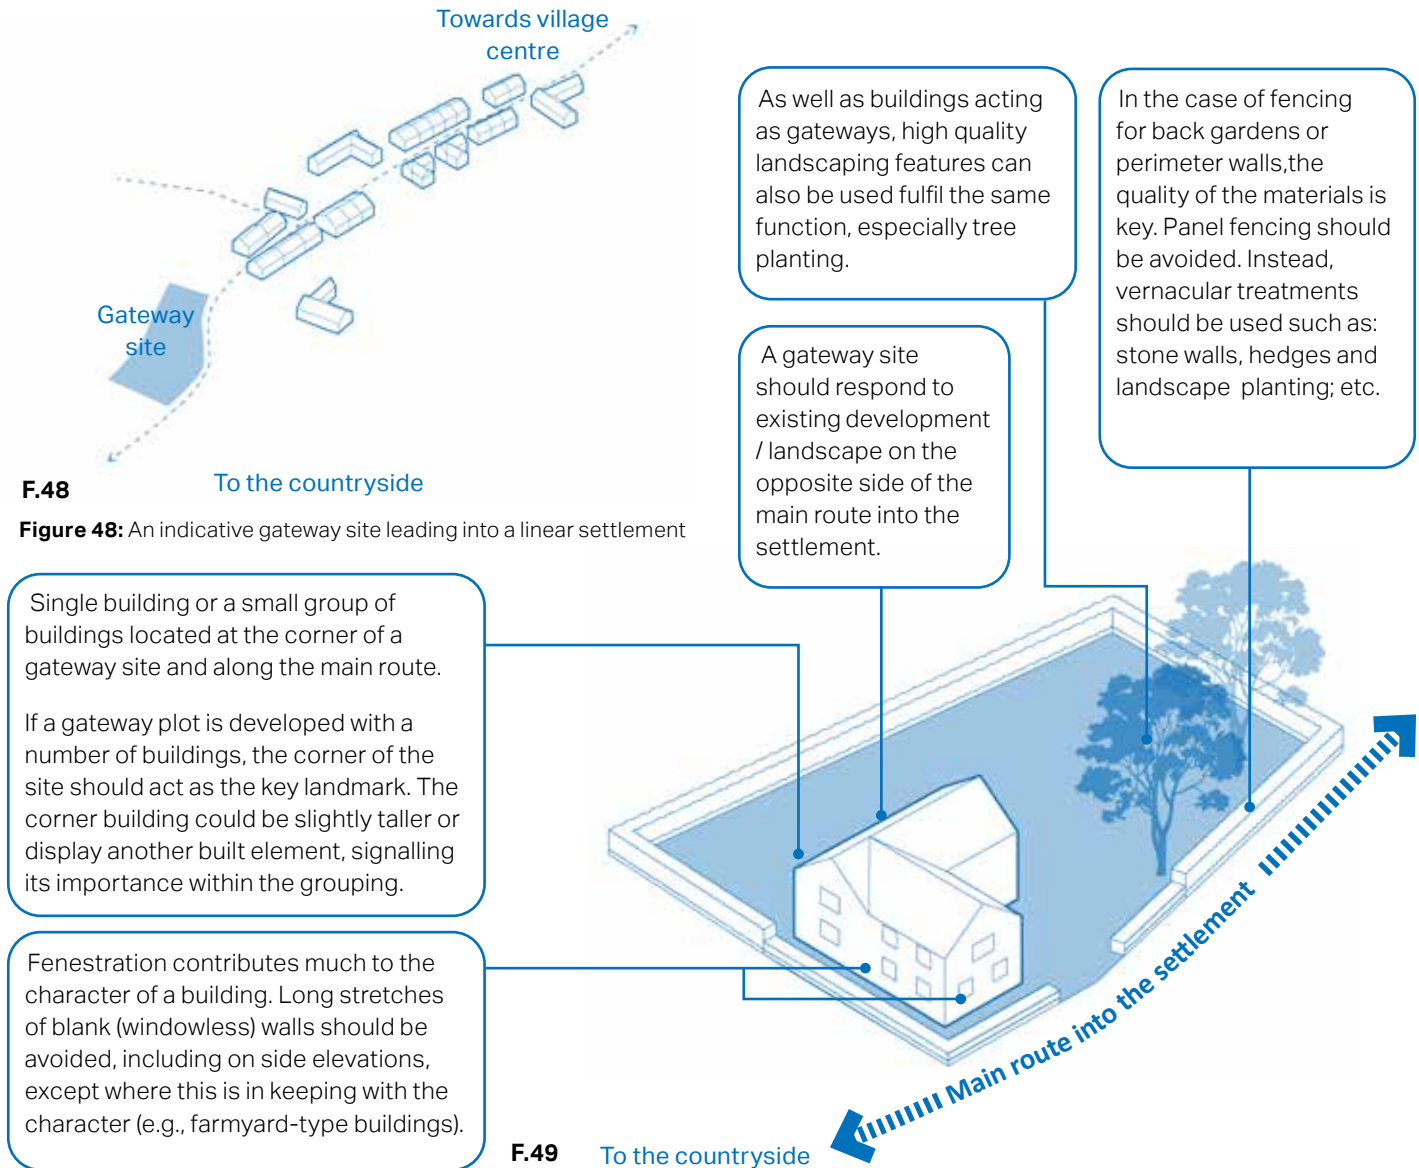 Towards village
centre
Gateway
site
To the countryside
F.48
Figure 48: An indicative gateway site leading into a linear settlement
As well as buildings acting
as gateways, high quality
landscaping features can
also be used fulfil the same
function, especially tree
planting.
In the case of fencing
for back gardens or
perimeter walls,the
quality of the materials is
key. Panel fencing should
be avoided. Instead,
vernacular treatments
should be used such as:
stone walls, hedges and
landscape planting; etc.
A gateway site
should respond to
existing development
/ landscape on the
opposite side of the
main route into the
settlement.
Single building or a small group of
buildings located at the corner of a
gateway site and along the main route.
If a gateway plot is developed with a
number of buildings, the corner of the
site should act as the key landmark. The
corner building could be slightly taller or
display another built element, signalling
its importance within the grouping.
Fenestration contributes much to the
character of a building. Long stretches
of blank (windowless) walls should be
avoided, including on side elevations,
except where this is in keeping with the
character (e.g., farmyard-type buildings).
Main route into the settlement
F.49
To the countryside